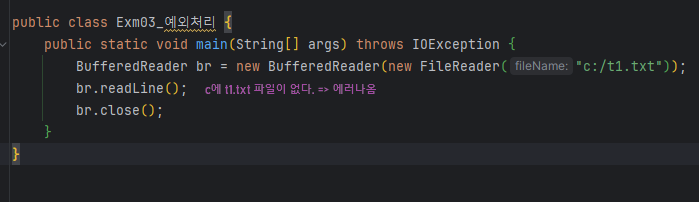 public class Exm03_예외처리 {
public static void main(String[] args) throws IOException {
BufferedReader br = new BufferedReader(new FileReader( fileName: "c:/t1.txt"));
br.readLine(); c에 t1.txt 파일이 없다. => 에러나옴
br.close();
}
}